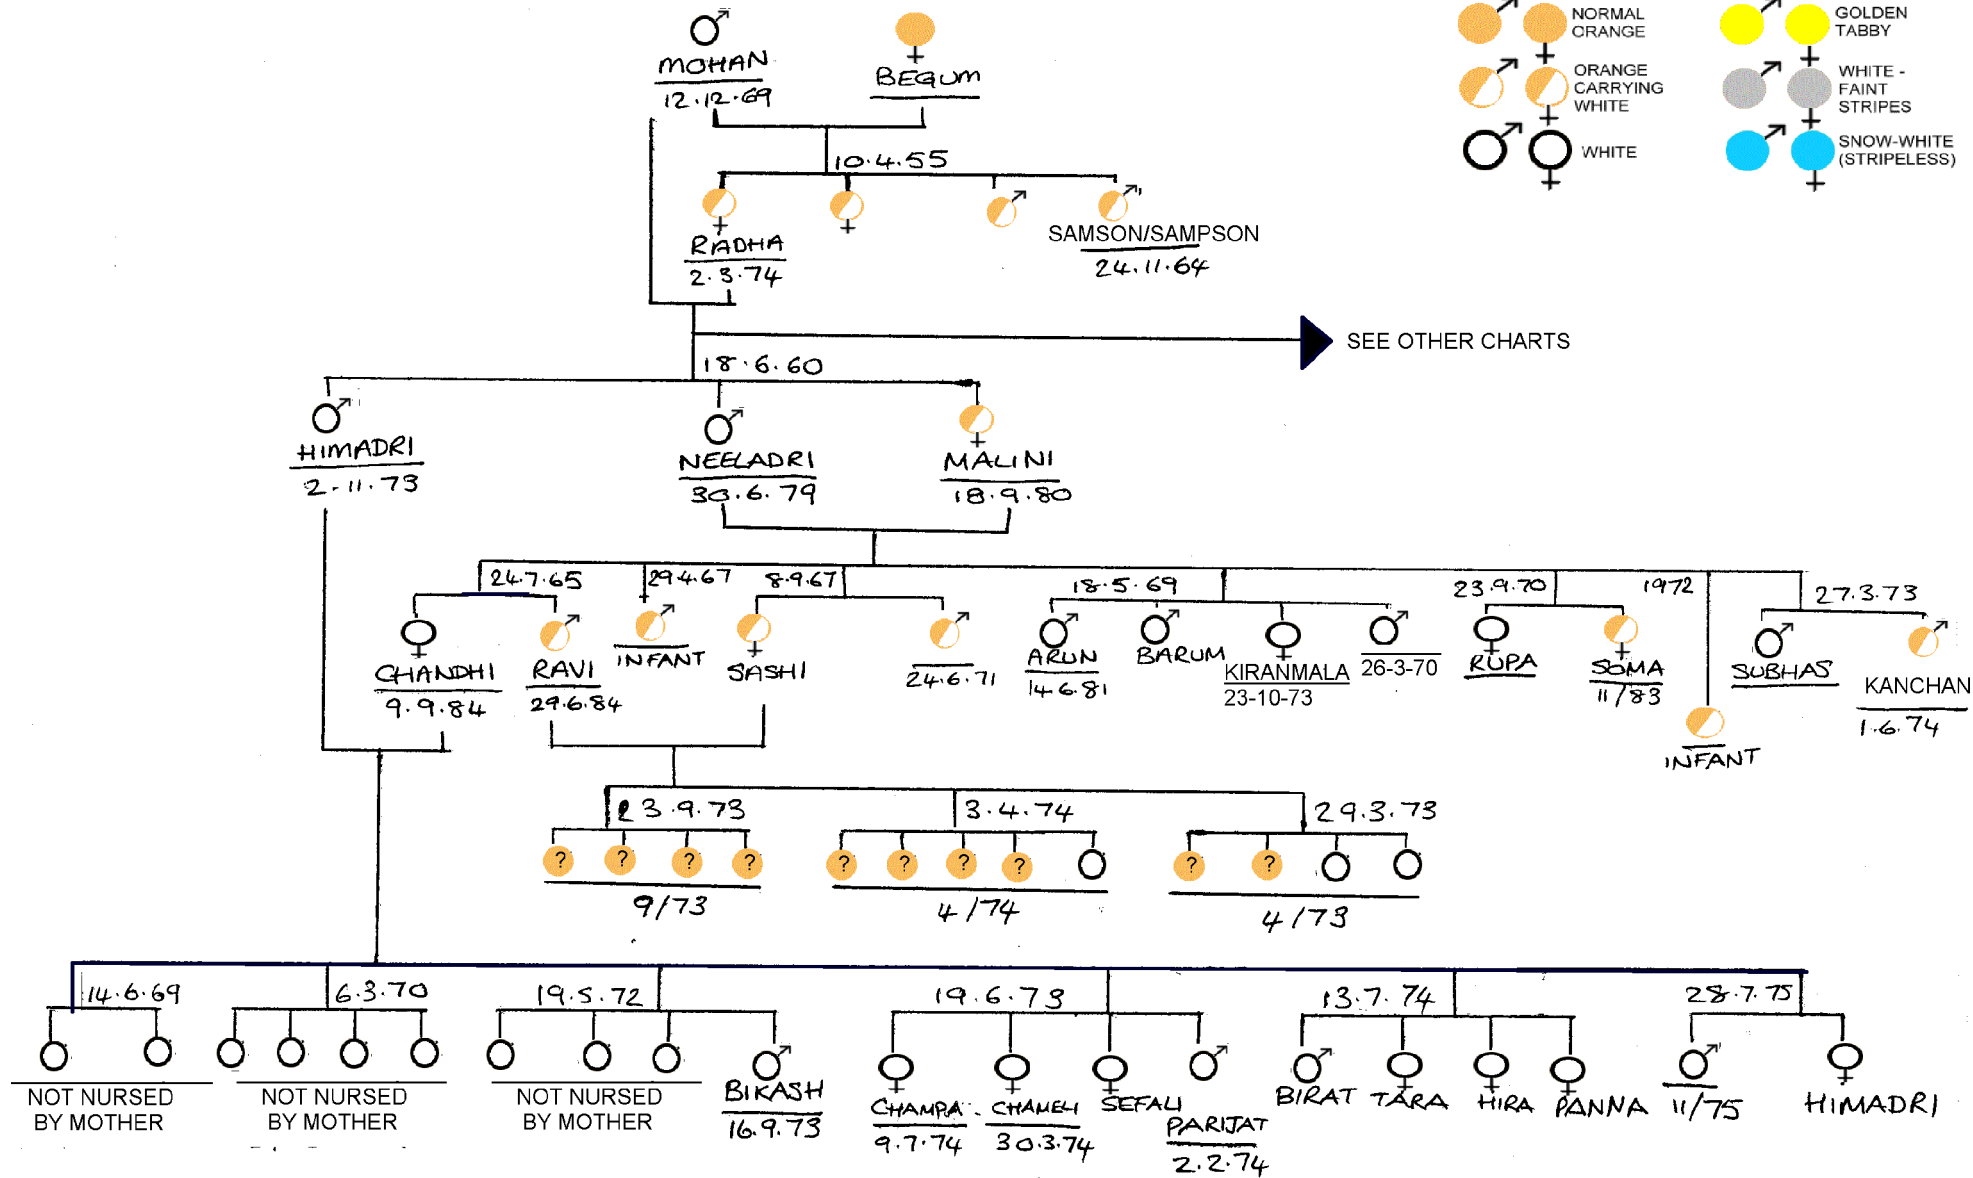 MOHAN
12.12.69
BEGUM
NORMAL
ORANGE
ORANGE
CARRYING
WHITE
WHITE
GOLDEN
TABBY
WHITE -
FAINT
STRIPES
SNOW-WHITE
(STRIPELESS)
10.4.55
RADHA
2.3.74
SAMSON/SAMPSON
24.11.64
SEE OTHER CHARTS
18.6.60
HIMADRI
2.11.73
NEELADRI
30.6.79
MALINI
18.9.80
24.7.65
29.4.67
8.9.67
18.5.69
23.9.70
1972
27.3.73
CHANDHI
9.9.84
RAVI
29.6.84
INFANT
SASHI
24.6.71
ARUN
14.6.81
BARUM
KIRANMALA
23-10-73
26-3-70
RUPA
SOMA
11/83
INFANT
SUBHAS
KANCHAN
1.6.74
23.9.73
3.4.74
29.3.73
? ? ? ?
? ? ? ?
? ?
9/73
4/74
4/73
14.6.69
6.3.70
19.5.72
19.6.73
13.7.74
28.7.75
NOT NURSED
BY MOTHER
NOT NURSED
BY MOTHER
NOT NURSED
BY MOTHER
BIKASH
16.9.73
CHAMPA
9.7.74
CHAMELI
30.3.74
SEFALI
PARIJAT
2.2.74
BIRAT
TARA
HIRA
PANNA
11/75
HIMADRI